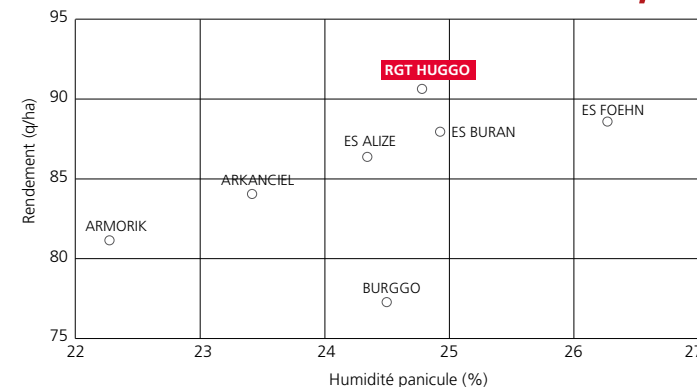 95
RGT HUGGO
90
ES FOEHN
ES BURAN
ES ALIZE
Rendement (q/ha)
85
ARKANCIEL
ARMORIK
80
BURGGO
75
22 23 24 25 26 27
Humidité panicule (%)